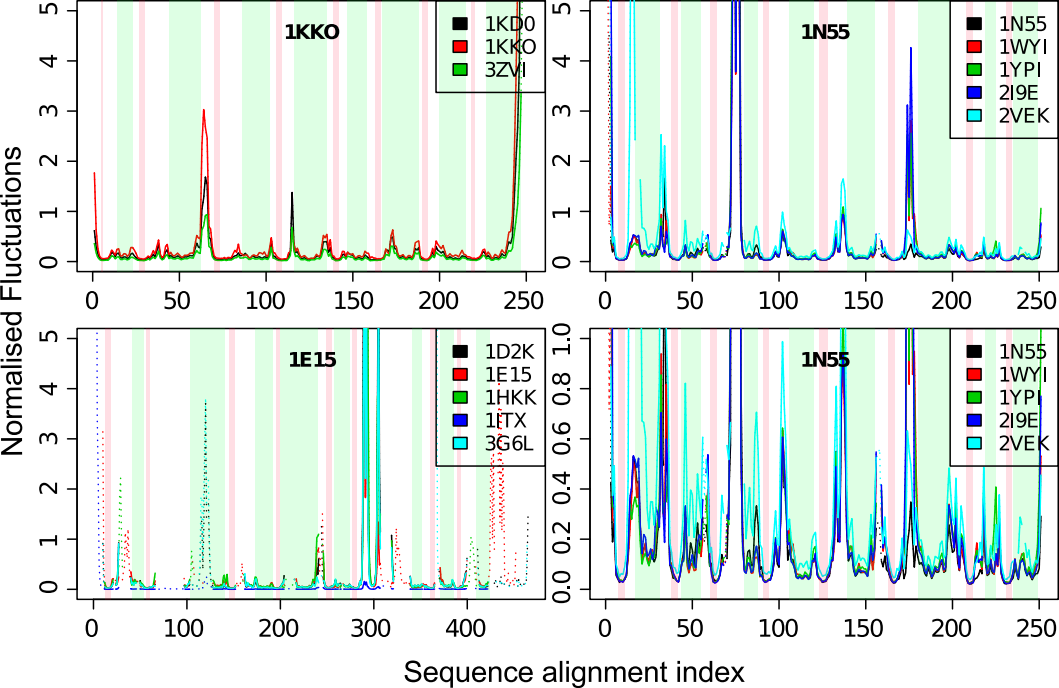 Normalised Fluctuations
1KKO
1KD0
1KKO
3ZVI
0 1 2 3 4 5
0 50 100 150 200 250
1N55
1N55
1WYI
1YPI
2I9E
2VEK
0 1 2 3 4 5
0 50 100 150 200 250
1E15
1D2K
1E15
1HKK
1ITX
3G6L
0 1 2 3 4 5
0 100 200 300 400
1N55
1N55
1WYI
1YPI
2I9E
2VEK
0.0 0.2 0.4 0.6 0.8 1.0
0 50 100 150 200 250
Sequence alignment index